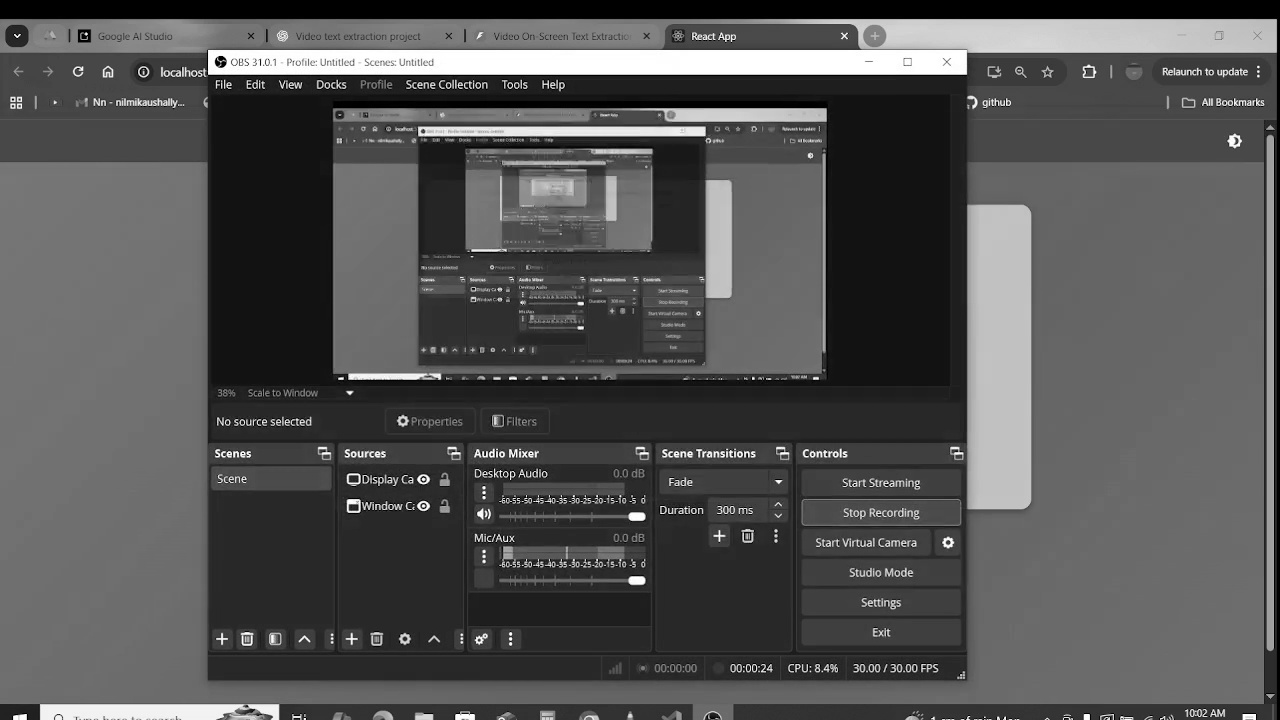 Google AI Studio
Video text extraction project
Video On-Screen Text Extraction
React App
OBS 31.0.1 - Profile: Untitled - Scenes: Untitled
localhost
Relaunch to update
File Edit View Docks Profile Scene Collection Tools Help
Nn - nilmikaushally...
github
All Bookmarks
38% Scale to Window
No source selected
Properties
Filters
Scenes
Sources
Audio Mixer
Scene Transitions
Controls
Scene
Display Ca
Window Ca
Desktop Audio 0.0 dB
-60 -55 -50 -45 -40 -35 -30 -25 -20 -15 -10 -5 0
Mic/Aux 0.0 dB
-60 -55 -50 -45 -40 -35 -30 -25 -20 -15 -10 -5 0
Fade
Duration 300 ms
Start Streaming
Stop Recording
Start Virtual Camera
Studio Mode
Settings
Exit
00:00:00
00:00:24
CPU: 8.4%
30.00 / 30.00 FPS
Type here to search
10:02 AM